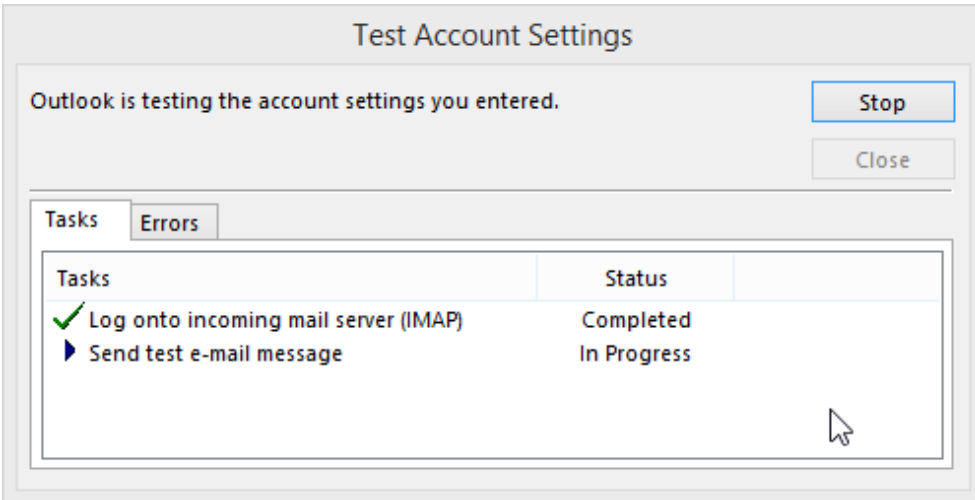 Test Account Settings
Outlook is testing the account settings you entered.
Stop
Close
Tasks Errors
Tasks Status
Log onto incoming mail server (IMAP) Completed
Send test e-mail message In Progress